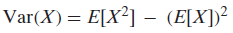 Var(X) = E[X²] − (E[X])²